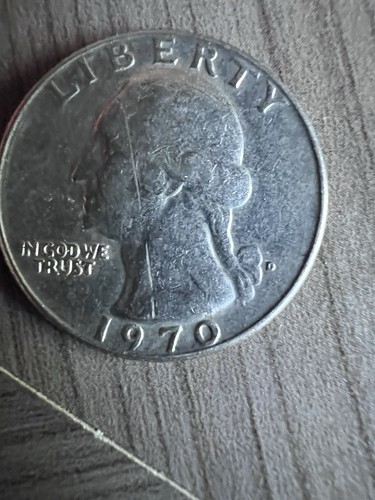 LIBERTY
IN GOD WE
TRUST
D
1970